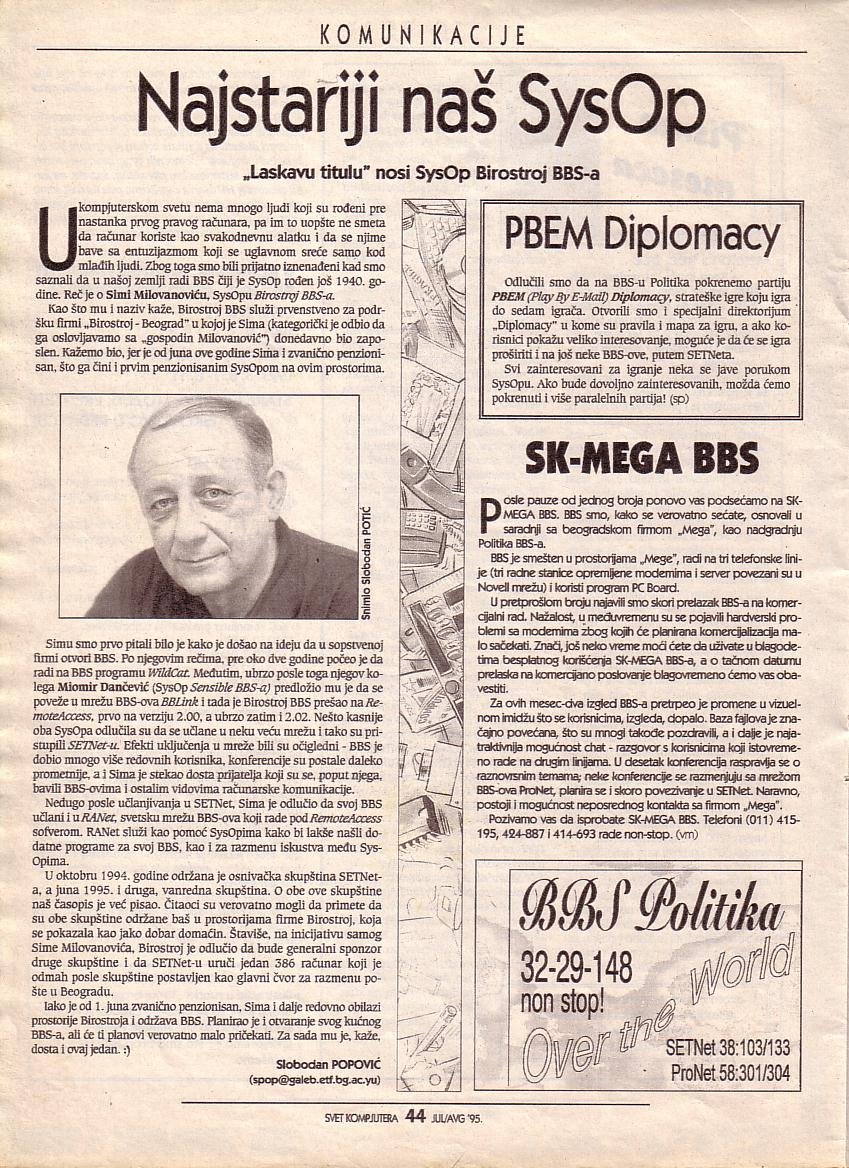 KOMUNIKACIJE
Najstariji naš SysOp
„Laskavu titulu” nosi SysOp Birostroj BBS-a
U kompjuterskom svetu nema mnogo ljudi koji su rođeni pre
nastanka prvog pravog računara, pa im to uopšte ne smeta
da računar koriste kao svakodnevnu alatku i da se njime
bave sa entuzijazmom koji se uglavnom sreće samo kod
mlađih ljudi. Zbog toga smo bili prijatno iznenađeni kad smo
saznali da u našoj zemlji radi BBS čiji je SysOp rođen još 1940. go-
dine. Reč je o Simi Milovanoviću, SysOpu Birostroj BBS-a.
Kao što mu i naziv kaže, Birostroj BBS služi prvenstveno za podr-
šku firmi „Birostroj - Beograd” u kojoj je Sima (kategorički je odbio da
ga oslovljavamo sa „gospodin Milovanović”) donedavno bio zapo-
slen. Kažemo bio, jer je od juna ove godine Sima i zvanično penzioni-
san, što ga čini i prvim penzionisanim SysOpom na ovim prostorima.
Snimio Slobodan POTIĆ
Simu smo prvo pitali bilo je kako je došao na ideju da u sopstvenoj
firmi otvori BBS. Po njegovim rečima, pre oko dve godine počeo je da
radi na BBS programu WildCat. Međutim, ubrzo posle toga njegov ko-
lega Miomir Dančević (SysOp Sensible BBS-a) predložio mu je da se
poveže u mrežu BBS-ova BBLink i tada je Birostroj BBS prešao na Re-
moteAccess, prvo na verziju 2.00, a ubrzo zatim i 2.02. Nešto kasnije
oba SysOpa odlučila su da se učlane u neku veću mrežu i tako su pri-
stupili SETNet-u. Efekti uključenja u mreže bili su očigledni - BBS je
dobio mnogo više redovnih korisnika, konferencije su postale daleko
prometnije, a i Sima je stekao dosta prijatelja koji su se, poput njega,
bavili BBS-ovima i ostalim vidovima računarske komunikacije.
Nedugo posle učlanjivanja u SETNet, Sima je odlučio da svoj BBS
učlani i u RANet, svetsku mrežu BBS-ova koji rade pod RemoteAccess
sofverom. RANet služi kao pomoć SysOpima kako bi lakše našli do-
datne programe za svoj BBS, kao i za razmenu iskustva među Sys-
Opima.
U oktobru 1994. godine održana je osnivačka skupština SETNet-
a, a juna 1995. i druga, vanredna skupština. O obe ove skupštine
naš časopis je već pisao. Čitaoci su verovatno mogli da primete da
su obe skupštine održane baš u prostorijama firme Birostroj, koja
se pokazala kao jako dobar domaćin. Štaviše, na inicijativu samog
Sime Milovanovića, Birostroj je odlučio da bude generalni sponzor
druge skupštine i da SETNet-u uruči jedan 386 računar koji je
odmah posle skupštine postavljen kao glavni čvor za razmenu po-
šte u Beogradu.
Iako je od 1. juna zvanično penzionisan, Sima i dalje redovno obilazi
prostorije Birostroja i održava BBS. Planirao je i otvaranje svog kućnog
BBS-a, ali će ti planovi verovatno malo pričekati. Za sada mu je, kaže,
dosta i ovaj jedan. :)
Slobodan POPOVIĆ
(spop@galeb.etf.bg.ac.yu)
PBEM Diplomacy
Odlučili smo da na BBS-u Politika pokrenemo partiju
PBEM (Play By E-Mail) Diplomacy, strateške igre koju igra
do sedam igrača. Otvorili smo i specijalni direktorijum
„Diplomacy” u kome su pravila i mapa za igru, a ako ko-
risnici pokažu veliko interesovanje, moguće je da će se igra
proširiti i na još neke BBS-ove, putem SETNeta.
Svi zainteresovani za igranje neka se jave porukom
SysOpu. Ako bude dovoljno zainteresovanih, možda ćemo
pokrenuti i više paralelnih partija! (sp)
SK-MEGA BBS
Posle pauze od jednog broja ponovo vas podsećamo na SK-
MEGA BBS. BBS smo, kako se verovatno sećate, osnovali u
saradnji sa beogradskom firmom „Mega”, kao nadgradnju
Politika BBS-a.
BBS je smešten u prostorijama „Mege”, radi na tri telefonske lini-
je (tri radne stanice opremljene modemima i server povezani su u
Novell mrežu) i koristi program PC Board.
U pretprošlom broju najavili smo skori prelazak BBS-a na komer-
cijalni rad. Nažalost, u međuvremenu su se pojavili hardverski pro-
blemi sa modemima zbog kojih će planirana komercijalizacija ma-
lo sačekati. Znači, još neko vreme moći ćete da uživate u blagode-
tima besplatnog korišćenja SK-MEGA BBS-a, a o tačnom datumu
prelaska na komercijano poslovanje blagovremeno ćemo vas oba-
vestiti.
Za ovih mesec-dva izgled BBS-a pretrpeo je promene u vizuel-
nom imidžu što se korisnicima, izgleda, dopalo. Baza fajlova je zna-
čajno povećana, što su mnogi takođe pozdravili, a i dalje je najа-
traktivnija mogućnost chat - razgovor s korisnicima koji istovreme-
no rade na drugim linijama. U desetak konferencija raspravlja se o
raznovrsnim temama; neke konferencije se razmenjuju sa mrežom
BBS-ova ProNet, planira se i skoro povezivanje u SETNet. Naravno,
postoji i mogućnost neposrednog kontakta sa firmom „Mega”.
Pozivamo vas da isprobate SK-MEGA BBS. Telefoni (011) 415-
195, 424-887 i 414-693 rade non-stop. (vm)
BBS Politika
32-29-148
non stop!
Over the World
SETNet 38:103/133
ProNet 58:301/304
SVET KOMPJUTERA 44 JUL/AVG '95.